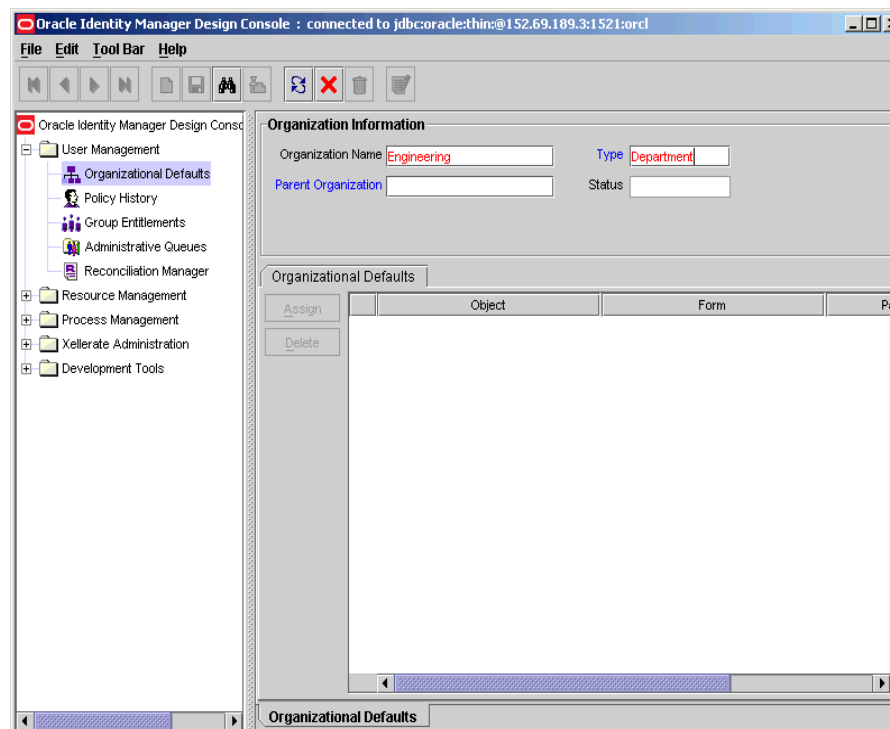 Oracle Identity Manager Design Console : connected to jdbc:oracle:thin:@152.69.189.3:1521:orcl
File Edit Tool Bar Help
Oracle Identity Manager Design Conso
User Management
Organizational Defaults
Policy History
Group Entitlements
Administrative Queues
Reconciliation Manager
Resource Management
Process Management
Xellerate Administration
Development Tools
Organization Information
Organization Name Engineering Type Department
Parent Organization Status
Organizational Defaults
Assign
Delete
Object Form Pa
Organizational Defaults